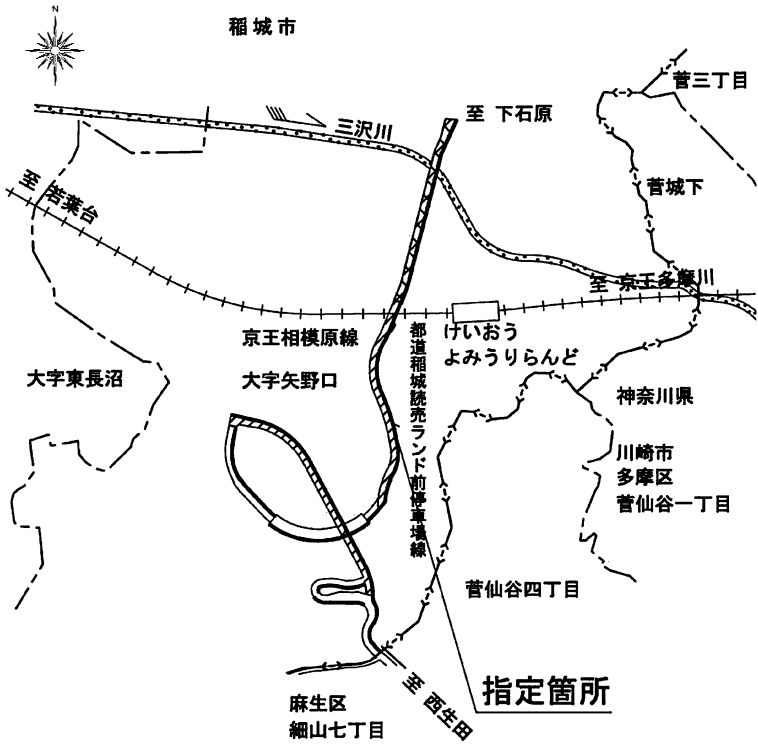 N
稲城市
菅三丁目
至 下石原
三沢川
菅城下
至 若葉台
至 京王多摩川
けいおう
よみうりらんど
京王相模原線
都道稲城読売ランド前停車場線
大字東長沼
大字矢野口
神奈川県
川崎市
多摩区
菅仙谷一丁目
菅仙谷四丁目
指定箇所
至 西生田
麻生区
細山七丁目